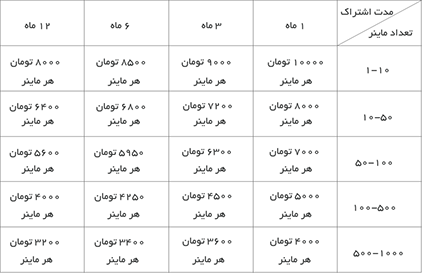 مدت اشتراک
تعداد ماینر
۱ ماه
۳ ماه
۶ ماه
۱۲ ماه
۱-۱۰
۱۰۰۰۰ تومان
هر ماینر
۹۰۰۰ تومان
هر ماینر
۸۵۰۰ تومان
هر ماینر
۸۰۰۰ تومان
هر ماینر
۱۰-۵۰
۸۰۰۰ تومان
هر ماینر
۷۲۰۰ تومان
هر ماینر
۶۸۰۰ تومان
هر ماینر
۶۴۰۰ تومان
هر ماینر
۵۰-۱۰۰
۷۰۰۰ تومان
هر ماینر
۶۳۰۰ تومان
هر ماینر
۵۹۵۰ تومان
هر ماینر
۵۶۰۰ تومان
هر ماینر
۱۰۰-۵۰۰
۵۰۰۰ تومان
هر ماینر
۴۵۰۰ تومان
هر ماینر
۴۲۵۰ تومان
هر ماینر
۴۰۰۰ تومان
هر ماینر
۵۰۰-۱۰۰۰
۴۰۰۰ تومان
هر ماینر
۳۶۰۰ تومان
هر ماینر
۳۴۰۰ تومان
هر ماینر
۳۲۰۰ تومان
هر ماینر